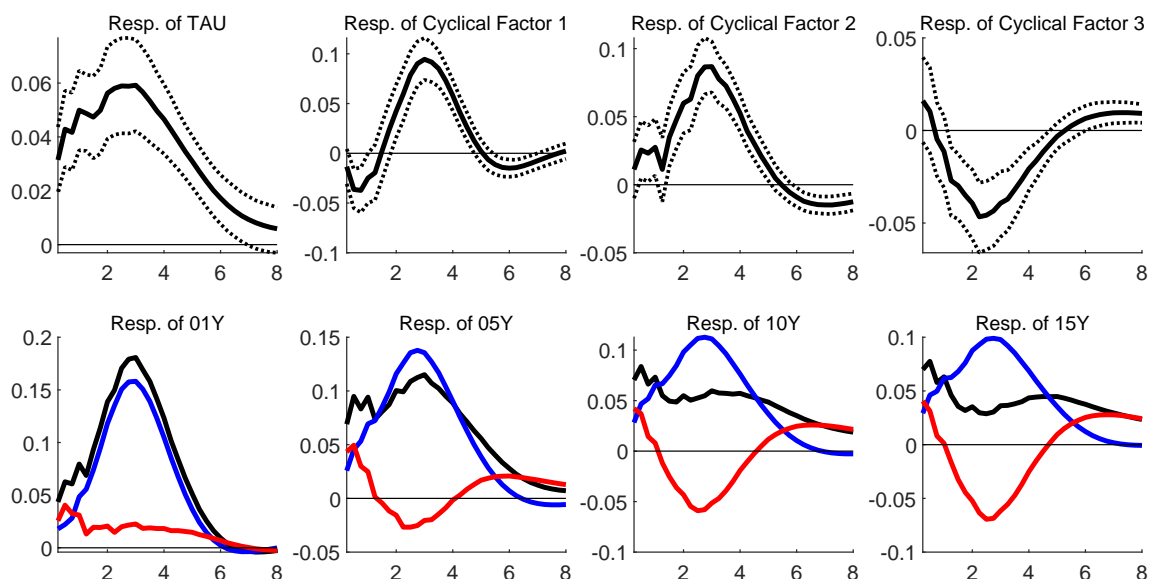 Resp. of TAU
0.06
0.04
0.02
0
2 4 6 8
Resp. of Cyclical Factor 1
0.1
0.05
0
-0.05
-0.1
2 4 6 8
Resp. of Cyclical Factor 2
0.1
0.05
0
-0.05
2 4 6 8
Resp. of Cyclical Factor 3
0.05
0
-0.05
2 4 6 8
Resp. of 01Y
0.2
0.15
0.1
0.05
0
2 4 6 8
Resp. of 05Y
0.15
0.1
0.05
0
-0.05
2 4 6 8
Resp. of 10Y
0.1
0.05
0
-0.05
-0.1
2 4 6 8
Resp. of 15Y
0.1
0.05
0
-0.05
-0.1
2 4 6 8